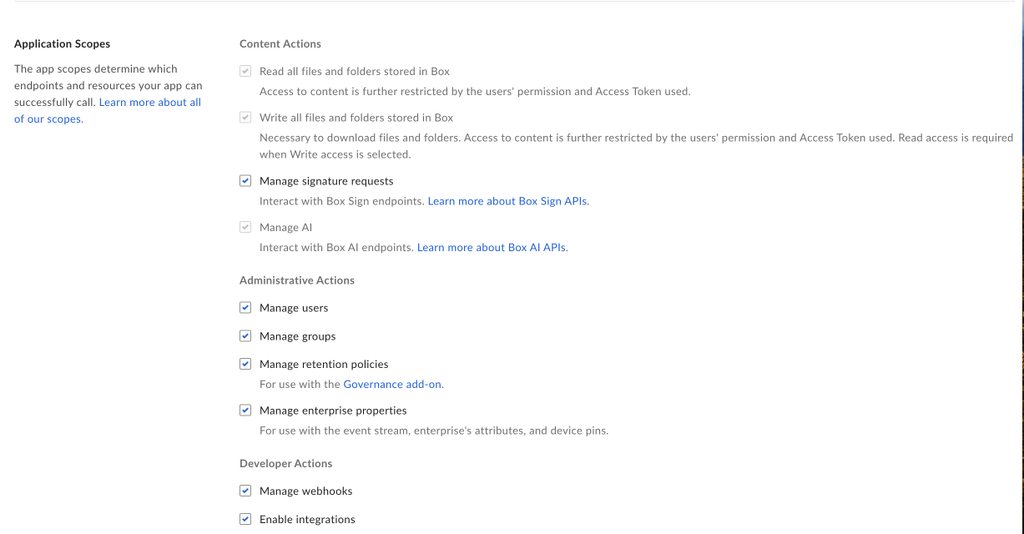 Application Scopes
The app scopes determine which
endpoints and resources your app can
successfully call. Learn more about all
of our scopes.
Content Actions
Read all files and folders stored in Box
Access to content is further restricted by the users' permission and Access Token used.
Write all files and folders stored in Box
Necessary to download files and folders. Access to content is further restricted by the users' permission and Access Token used. Read access is required
when Write access is selected.
Manage signature requests
Interact with Box Sign endpoints. Learn more about Box Sign APIs.
Manage AI
Interact with Box AI endpoints. Learn more about Box AI APIs.
Administrative Actions
Manage users
Manage groups
Manage retention policies
For use with the Governance add-on.
Manage enterprise properties
For use with the event stream, enterprise's attributes, and device pins.
Developer Actions
Manage webhooks
Enable integrations